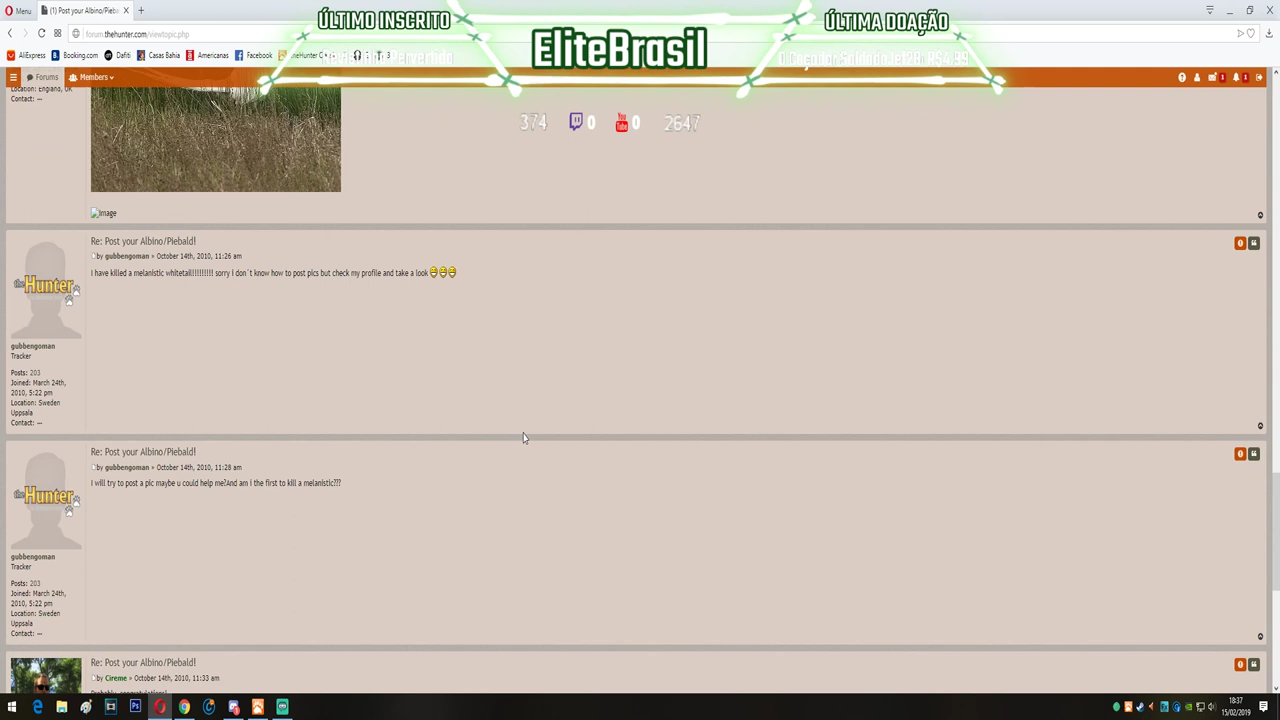 Menu
(1) Post your Albino/Pieba
ÚLTIMO INSCRITO
EliteBrasil
ÚLTIMA DOAÇÃO
forum.thehunter.com/viewtopic.php
AliExpress
Booking.com
Dafiti
Casas Bahia
Americanas
Facebook
Forums
Members
1
1
Location: england, UK
Contact:
374
0
You Tube
0
2647
Image
Re: Post your Albino/Piebald!
by gubbengoman » October 14th, 2010, 11:26 am
I have killed a melanistic whitetail!!!!!!!!! sorry I don´t know how to post pics but check my profile and take a look
theHunter
gubbengoman
Tracker
Posts: 203
Joined: March 24th,
2010, 5:22 pm
Location: Sweden
Uppsala
Contact:
Re: Post your Albino/Piebald!
by gubbengoman » October 14th, 2010, 11:28 am
I will try to post a pic maybe u could help me?And am i the first to kill a melanistic???
theHunter
gubbengoman
Tracker
Posts: 203
Joined: March 24th,
2010, 5:22 pm
Location: Sweden
Uppsala
Contact:
Re: Post your Albino/Piebald!
by Cireme » October 14th, 2010, 11:33 am
18:37
15/02/2019